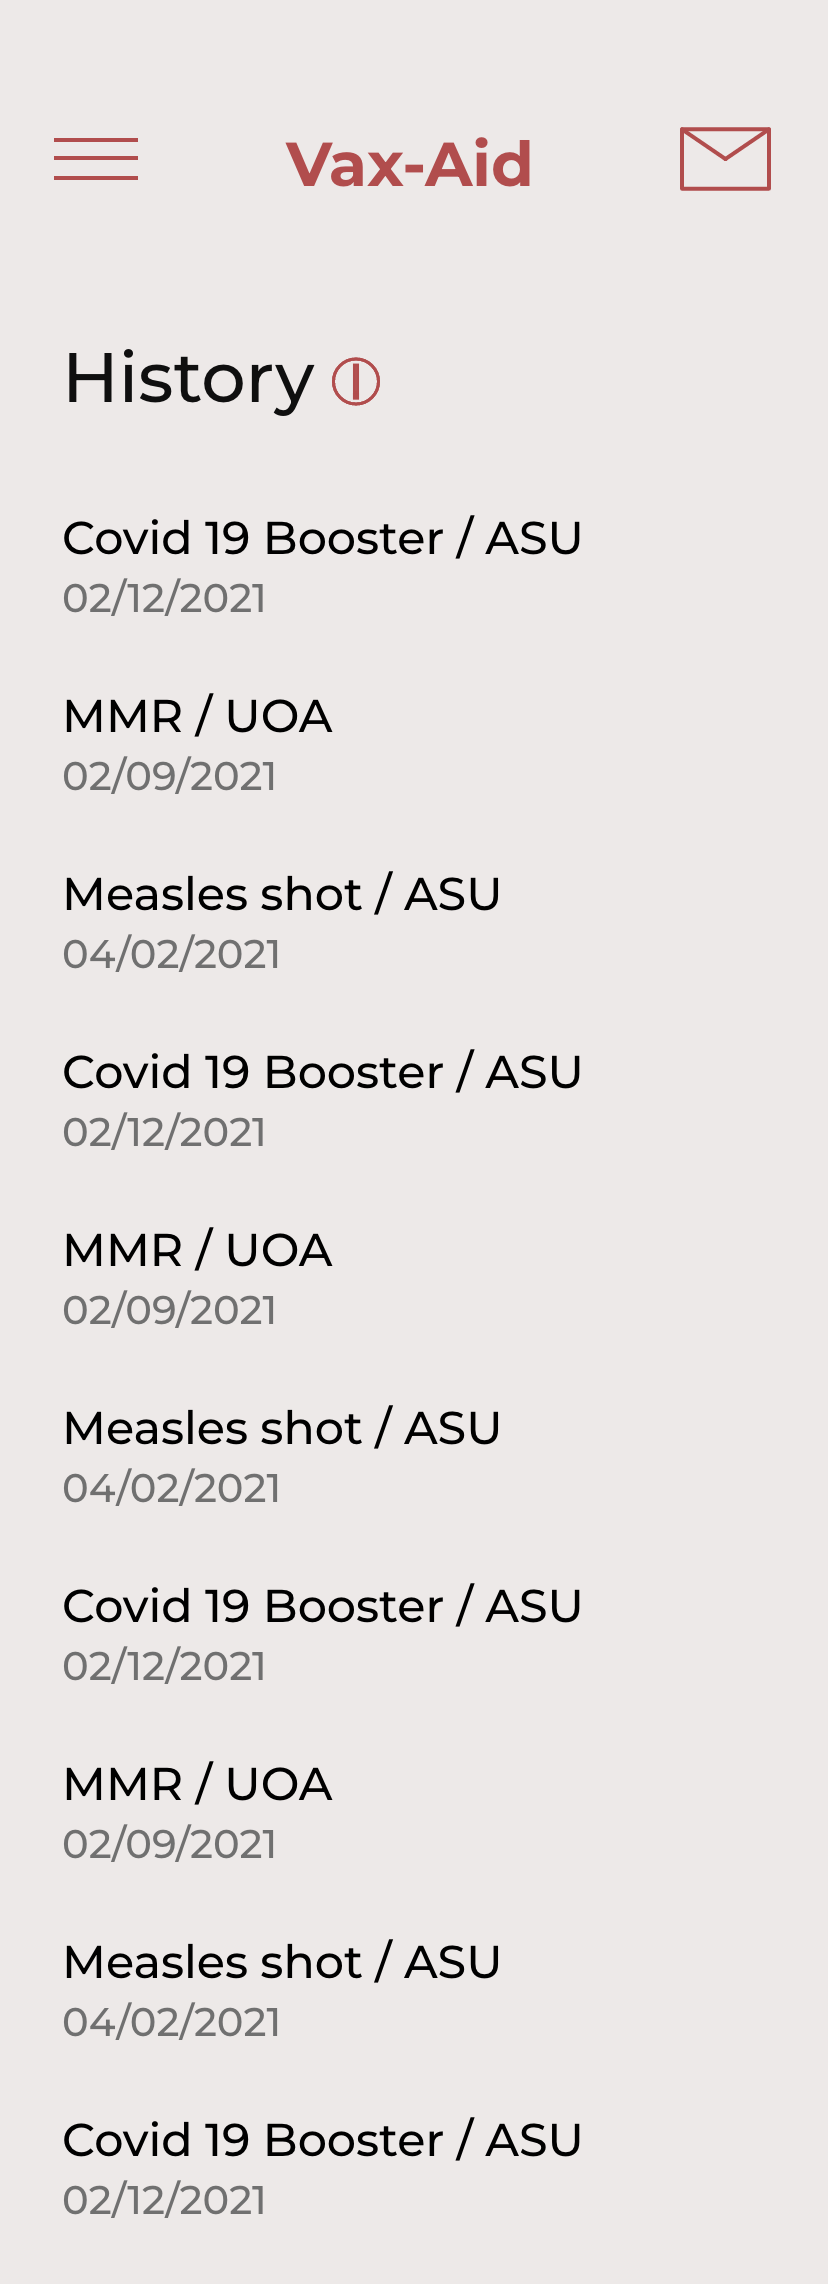 Vax-Aid
History
Covid 19 Booster / ASU
02/12/2021
MMR / UOA
02/09/2021
Measles shot / ASU
04/02/2021
Covid 19 Booster / ASU
02/12/2021
MMR / UOA
02/09/2021
Measles shot / ASU
04/02/2021
Covid 19 Booster / ASU
02/12/2021
MMR / UOA
02/09/2021
Measles shot / ASU
04/02/2021
Covid 19 Booster / ASU
02/12/2021